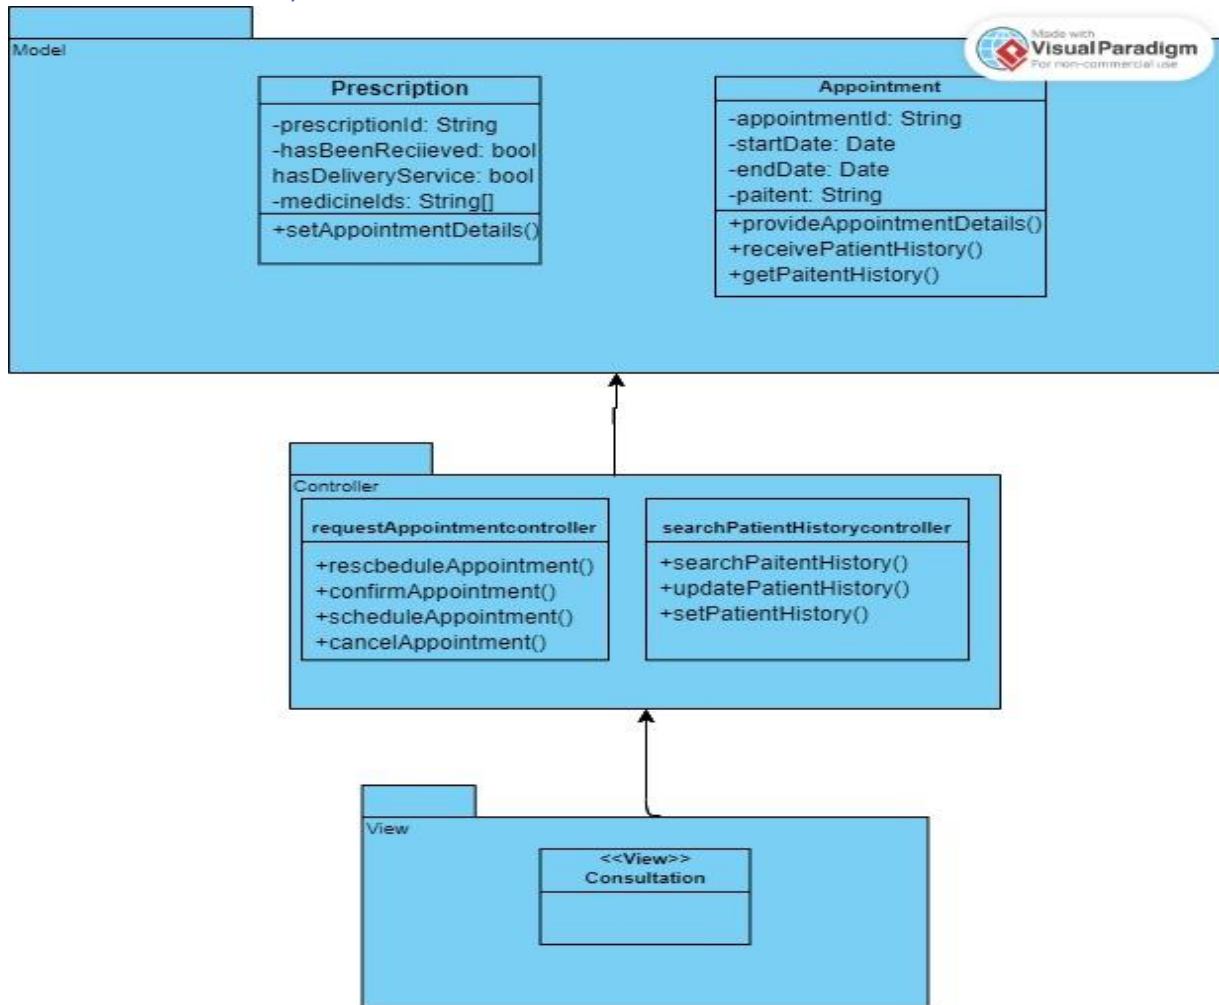 Model
Made with
Visual Paradigm
For non-commercial use
Prescription
-prescriptionId: String
-hasBeenReciieved: bool
hasDeliveryService: bool
-medicineIds: String[]
+setAppointmentDetails()
Appointment
-appointmentId: String
-startDate: Date
-endDate: Date
-paitent: String
+provideAppointmentDetails()
+receivePatientHistory()
+getPaitentHistory()
Controller
requestAppointmentcontroller
+rescbeduleAppointment()
+confirmAppointment()
+scheduleAppointment()
+cancelAppointment()
searchPatientHistorycontroller
+searchPaitentHistory()
+updatePatientHistory()
+setPatientHistory()
View
<<View>>
Consultation